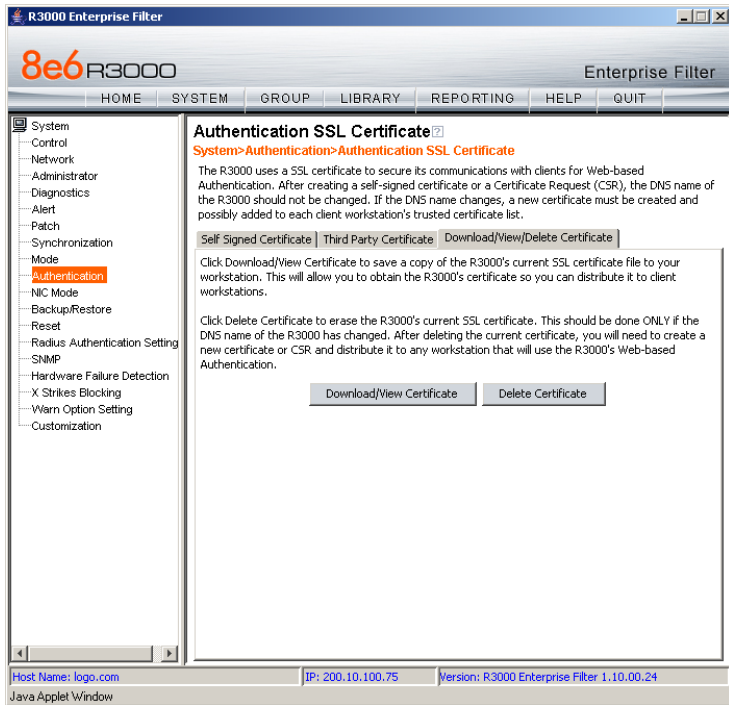 R3000 Enterprise Filter
8e6 R3000
Enterprise Filter
HOME SYSTEM GROUP LIBRARY REPORTING HELP QUIT
System
Control
Network
Administrator
Diagnostics
Alert
Patch
Synchronization
Mode
Authentication
NIC Mode
Backup/Restore
Reset
Radius Authentication Setting
SNMP
Hardware Failure Detection
X Strikes Blocking
Warn Option Setting
Customization
Authentication SSL Certificate ?
System>Authentication>Authentication SSL Certificate
The R3000 uses a SSL certificate to secure its communications with clients for Web-based
Authentication. After creating a self-signed certificate or a Certificate Request (CSR), the DNS name of
the R3000 should not be changed. If the DNS name changes, a new certificate must be created and
possibly added to each client workstation's trusted certificate list.
Self Signed Certificate Third Party Certificate Download/View/Delete Certificate
Click Download/View Certificate to save a copy of the R3000's current SSL certificate file to your
workstation. This will allow you to obtain the R3000's certificate so you can distribute it to client
workstations.
Click Delete Certificate to erase the R3000's current SSL certificate. This should be done ONLY if the
DNS name of the R3000 has changed. After deleting the current certificate, you will need to create a
new certificate or CSR and distribute it to any workstation that will use the R3000's Web-based
Authentication.
Download/View Certificate Delete Certificate
Host Name: logo.com IP: 200.10.100.75 Version: R3000 Enterprise Filter 1.10.00.24
Java Applet Window